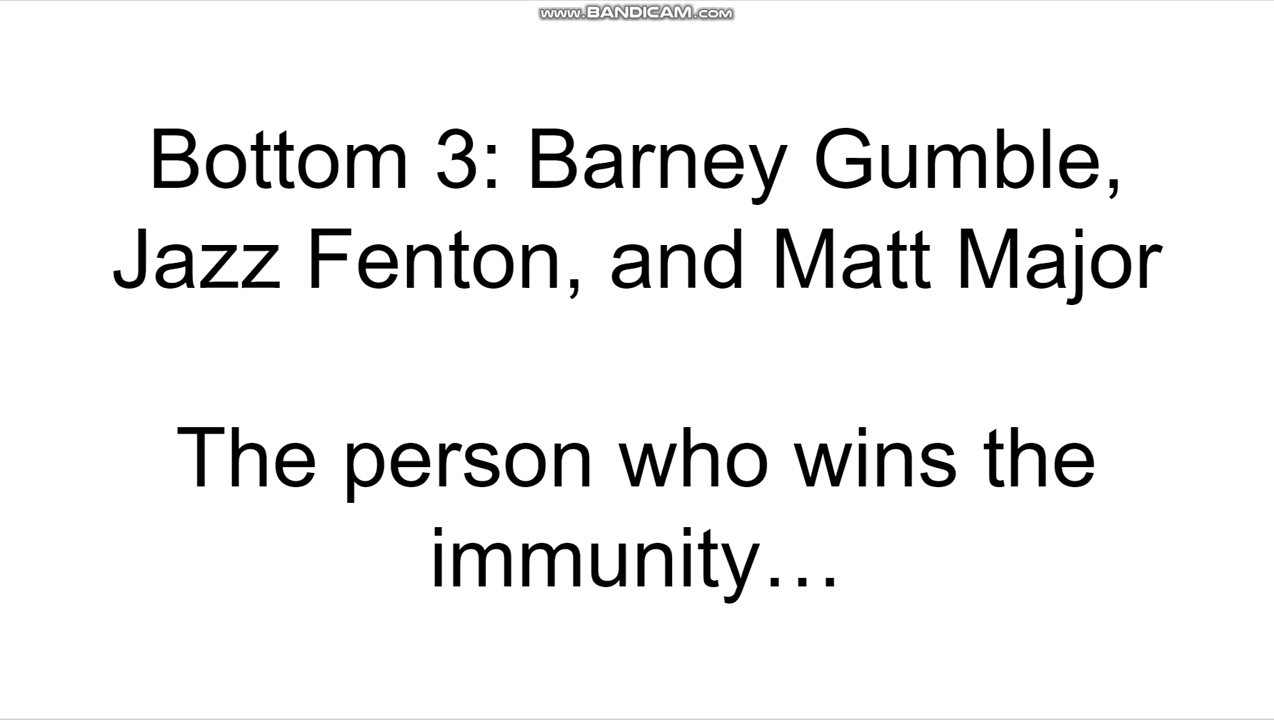 www.BANDICAM.com
Bottom 3: Barney Gumble,
Jazz Fenton, and Matt Major
The person who wins the
immunity…